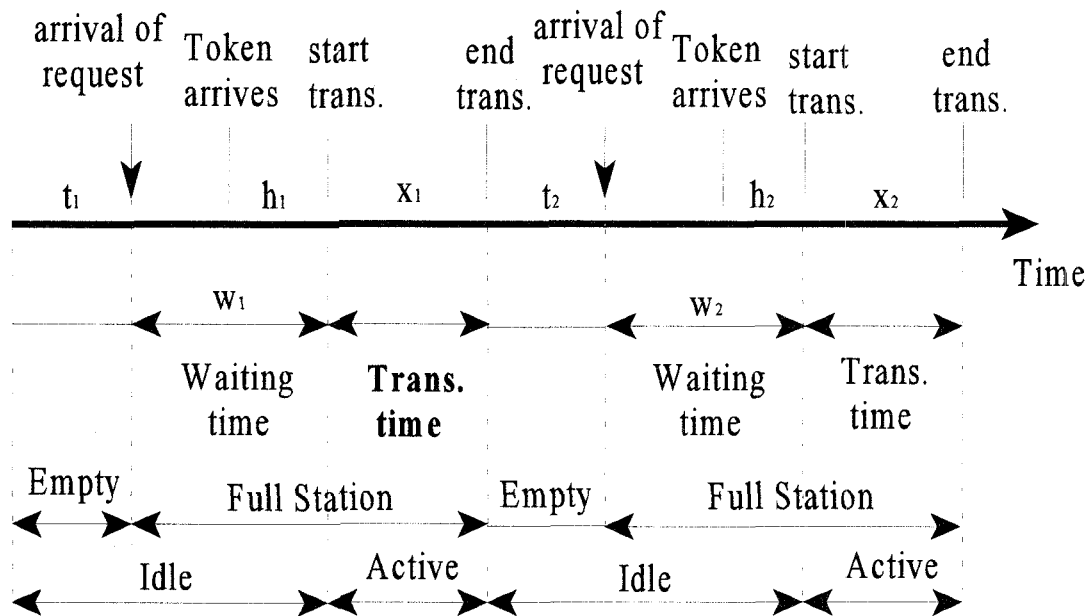 arrival of
request
Token
arrives
start
trans.
end
trans.
arrival of
request
Token
arrives
start
trans.
end
trans.
t1 h1 x1 t2 h2 x2
Time
w1 w2
Waiting
time
Trans.
time
Waiting
time
Trans.
time
Empty Full Station Empty Full Station
Idle Active Idle Active